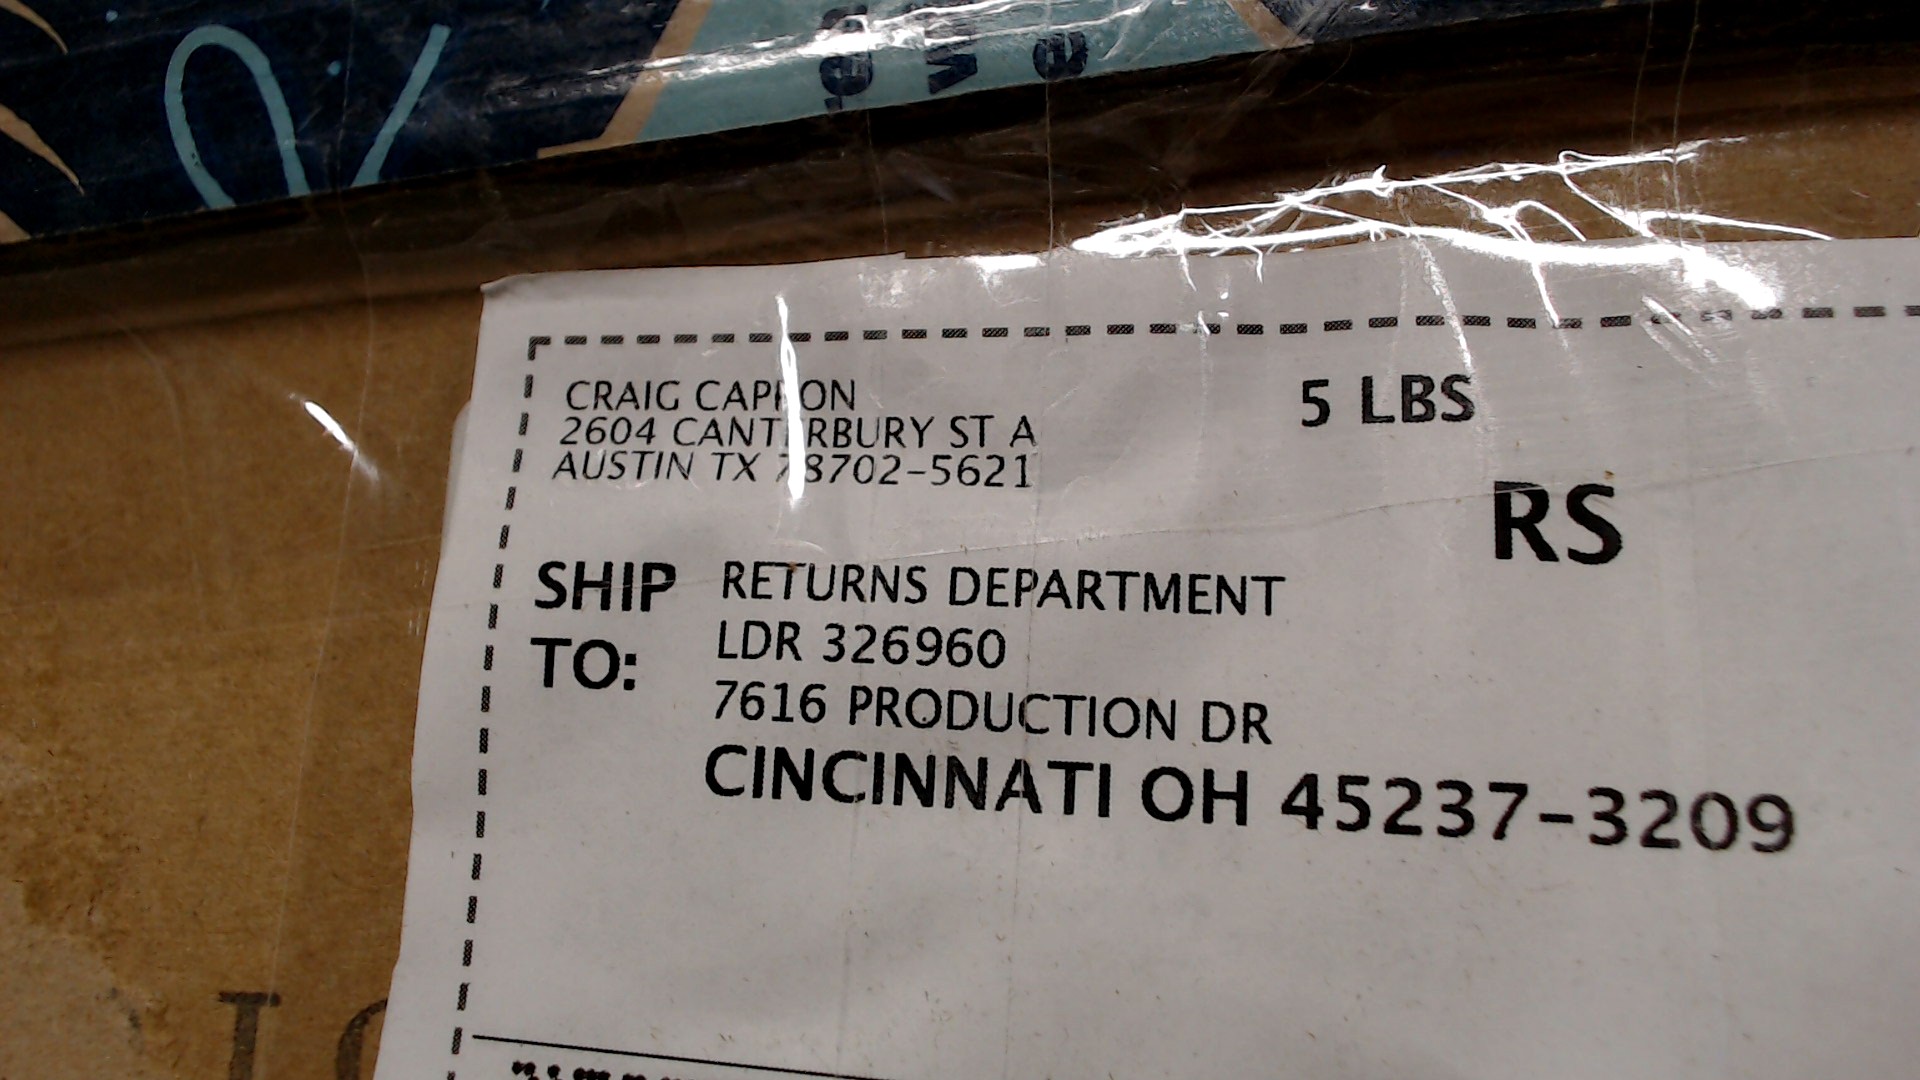 CRAIG CAPRON
2604 CANTERBURY ST A
AUSTIN TX 78702-5621
5 LBS
RS
SHIP TO:
RETURNS DEPARTMENT
LDR 326960
7616 PRODUCTION DR
CINCINNATI OH 45237-3209